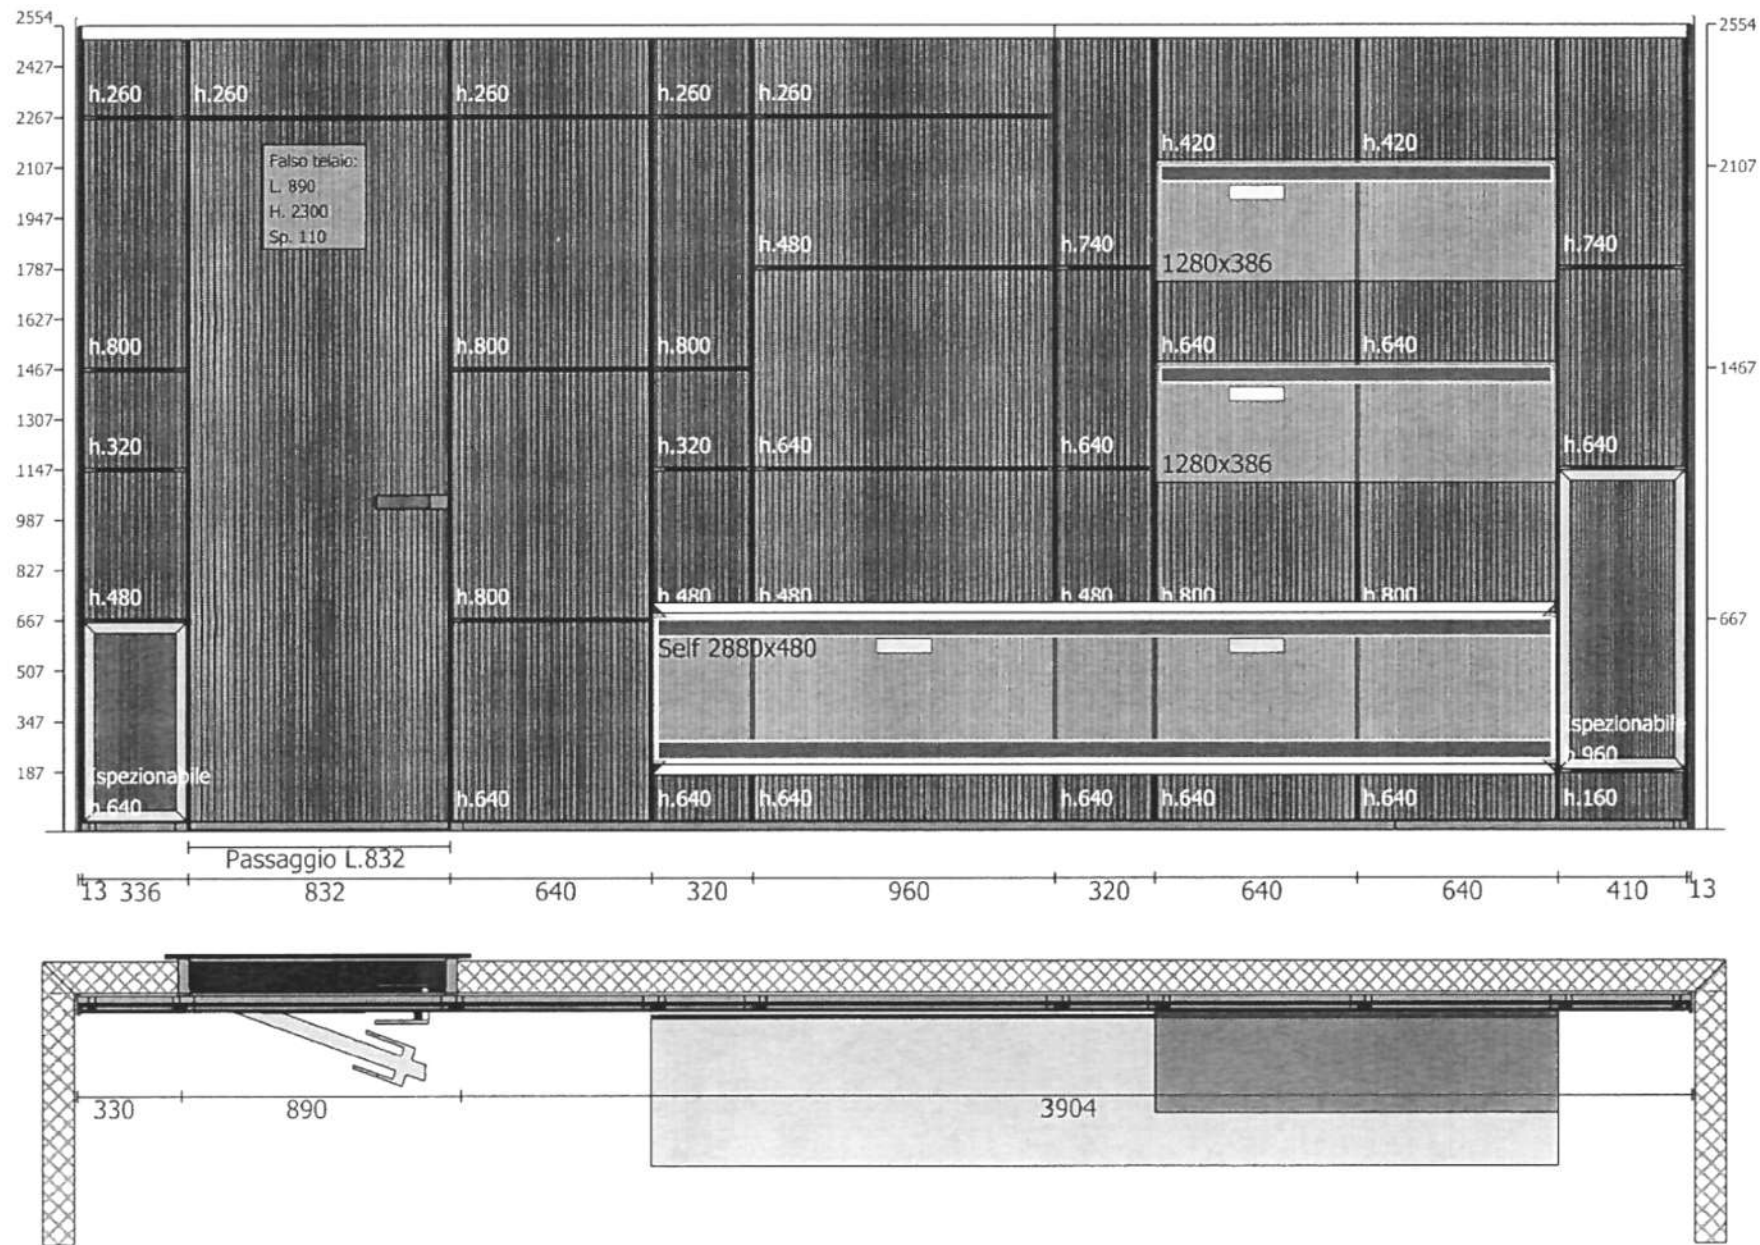 2554
2554
2427
h.260 h.260 h.260 h.260 h.260
2267
h.420 h.420
Falso telaio:
L. 890
H. 2300
Sp. 110
2107
2107
1947
h.480 h.740 h.740
1280x386
1787
1627
h.800 h.800 h.800 h.640 h.640
1467
1467
1307
h.320 h.320 h.640 h.640 h.640
1280x386
1147
987
827
h.480 h.800 h.480 h.480 h.480 h.800 h.800
667
667
Self 2880x480
507
347
Ispezionabile
h.960
187
Ispezionabile
h.640
h.640 h.640 h.640 h.640 h.640 h.640 h.160
Passaggio L.832
13 336 832 640 320 960 320 640 640 410 13
330 890 3904